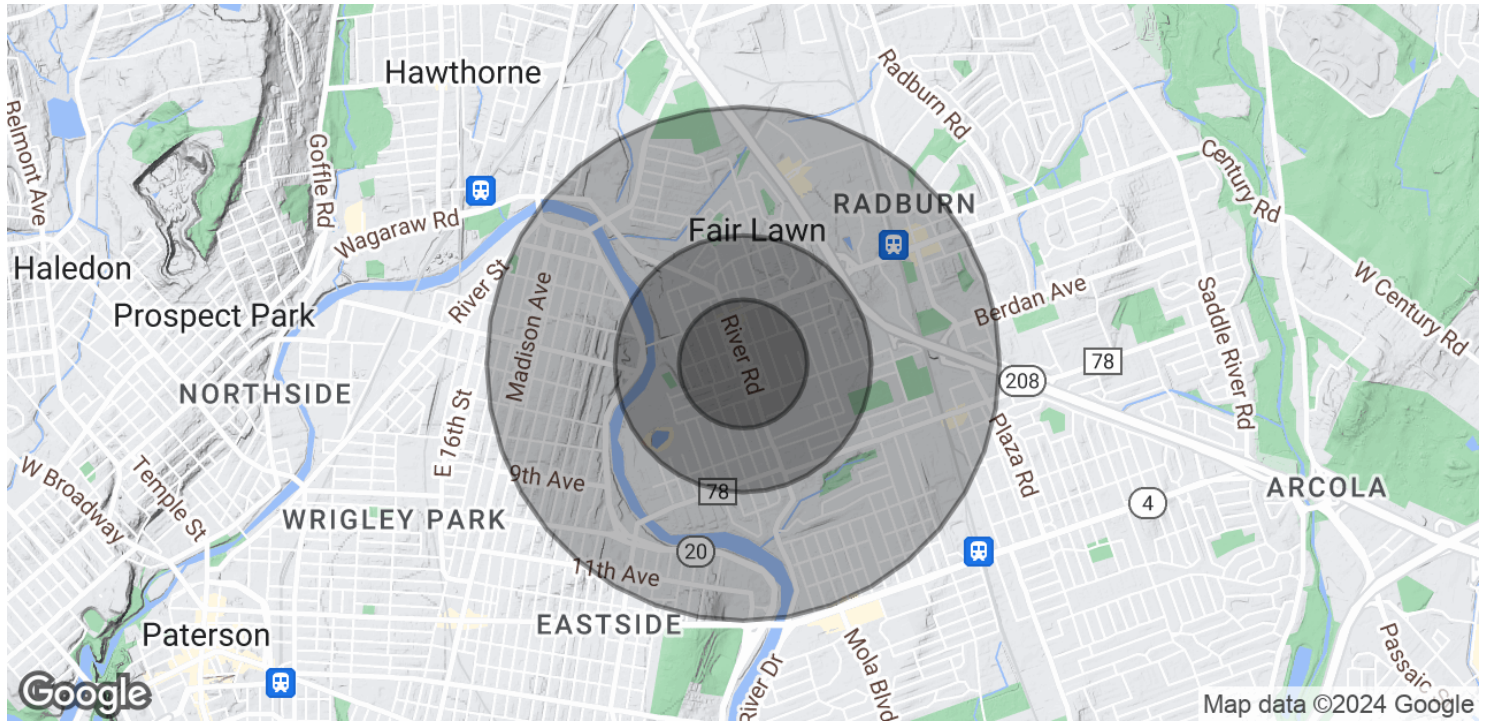 Hawthorne
Radburn Rd
Belmont Ave
Goffle Rd
Century Rd
RADBURN
Wagaraw Rd
Fair Lawn
Haledon
River St
W Century Rd
Prospect Park
Madison Ave
Berdan Ave
Saddle River Rd
River Rd
78
208
NORTHSIDE
E 16th St
Plaza Rd
9th Ave
78
W Broadway
Temple St
4
ARCOLA
WRIGLEY PARK
20
11th Ave
EASTSIDE
Paterson
Mola Blvd
River Dr
Passaic S
Google
Map data ©2024 Google